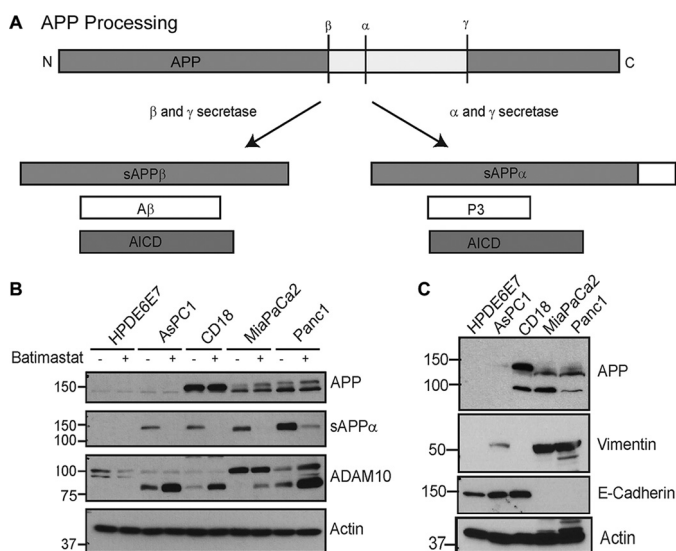 A APP Processing
β α γ
N APP C
β and γ secretase α and γ secretase
sAPPβ sAPPα
Aβ P3
AICD AICD
B
HPDE6E7 AsPC1 CD18 MiaPaCa2 Panc1
Batimastat - + - + - + - + - +
150 APP
150 sAPPα
100
100 ADAM10
75
Actin
37
C
HPDE6E7 AsPC1 CD18 MiaPaCa2 Panc1
150 APP
100
Vimentin
50
150 E-Cadherin
Actin
37